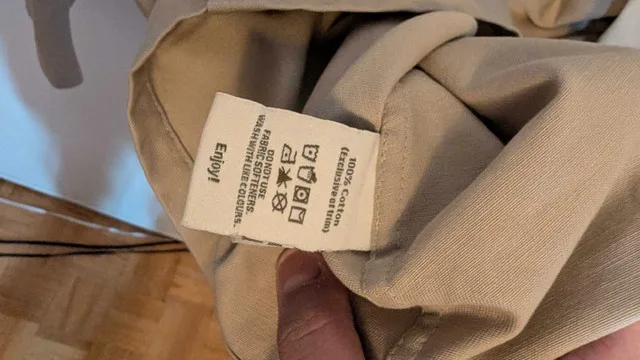 100% Cotton
(Exclusive of trim)
DO NOT USE
FABRIC SOFTENERS.
WASH WITH LIKE COLOURS.
Enjoy!